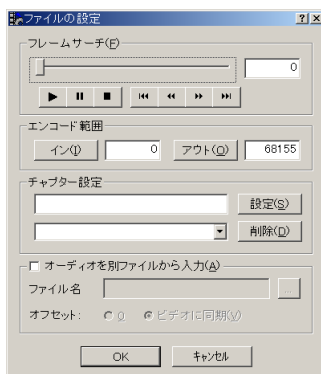 ファイルの設定
フレームサーチ(F)
0
エンコード範囲
イン(I) 0 アウト(O) 68155
チャプター設定
設定(S)
削除(D)
オーディオを別ファイルから入力(A)
ファイル名 ...
オフセット: 0 ビデオに同期(V)
OK キャンセル